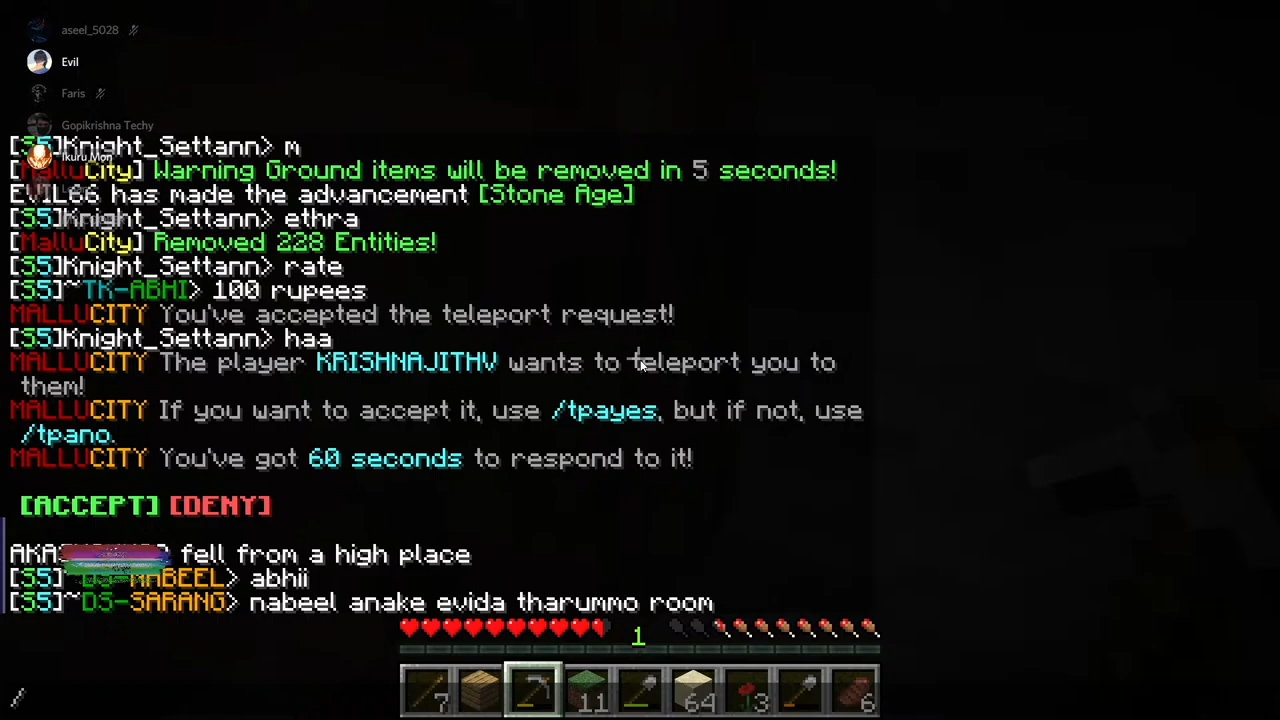 aseel_5028
Evil
Faris
Gopikrishna Techy
[S5]Knight_Settann> m
Ikuru Mon
[MalluCity] Warning Ground items will be removed in 5 seconds!
EVIL66 has made the advancement [Stone Age]
[S5]Knight_Settann> ethra
[MalluCity] Removed 228 Entities!
[S5]Knight_Settann> rate
[S5]~TK-ABHI> 100 rupees
MALLUCITY You've accepted the teleport request!
[S5]Knight_Settann> haa
MALLUCITY The player KRISHNAJITHV wants to teleport you to
them!
MALLUCITY If you want to accept it, use /tpayes, but if not, use
/tpano.
MALLUCITY You've got 60 seconds to respond to it!
[ACCEPT] [DENY]
fell from a high place
[S5]~DS-NABEEL> abhii
[S5]~DS-SARANG> nabeel anake evida tharummo room
1
7 11 64 3 6
/